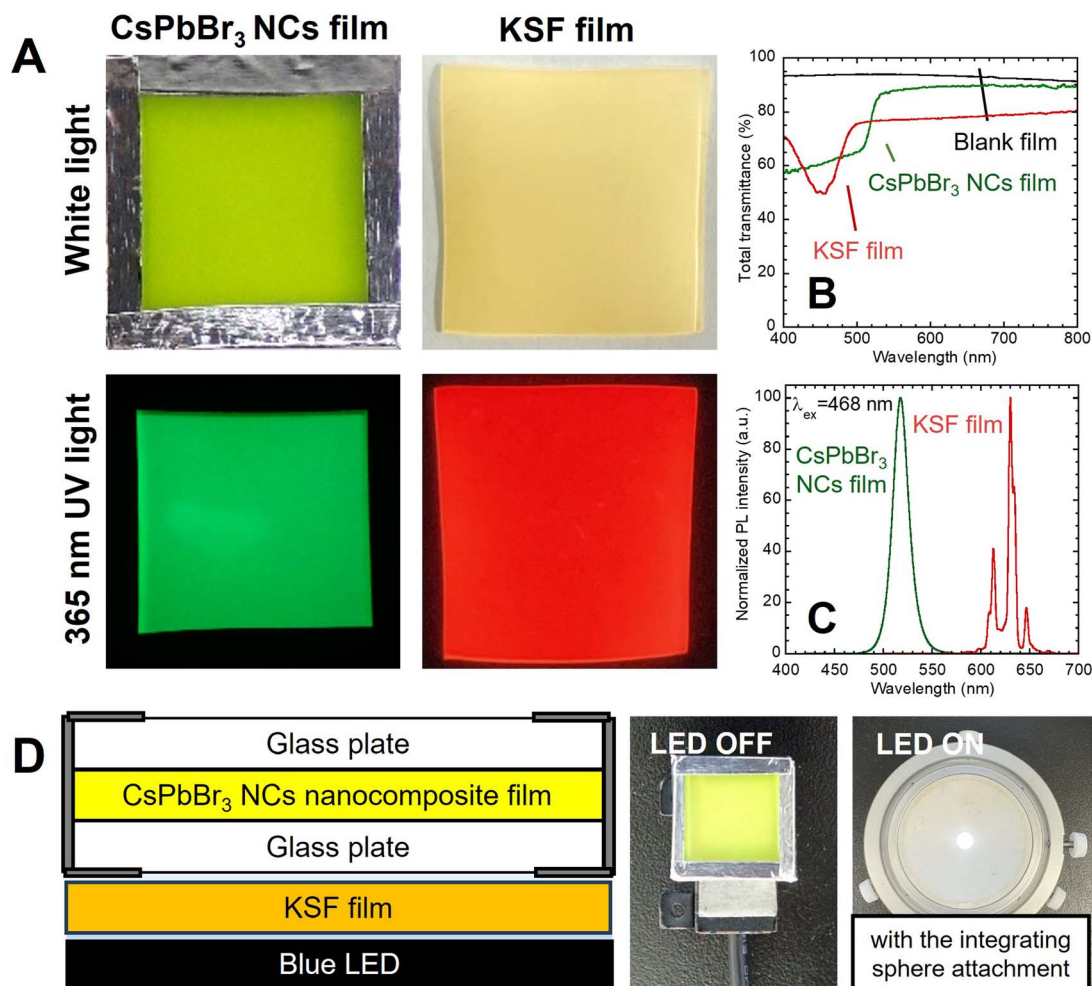 CsPbBr₃ NCs film
KSF film
A
White light
365 nm UV light
100
80
60
40
20
0
Total transmittance (%)
Blank film
CsPbBr₃ NCs film
KSF film
B
400 500 600 700 800
Wavelength (nm)
100
80
60
40
20
0
Normalized PL intensity (a.u.)
λex=468 nm
KSF film
CsPbBr₃
NCs film
C
400 450 500 550 600 650 700
Wavelength (nm)
D
Glass plate
CsPbBr₃ NCs nanocomposite film
Glass plate
KSF film
Blue LED
LED OFF
LED ON
with the integrating
sphere attachment